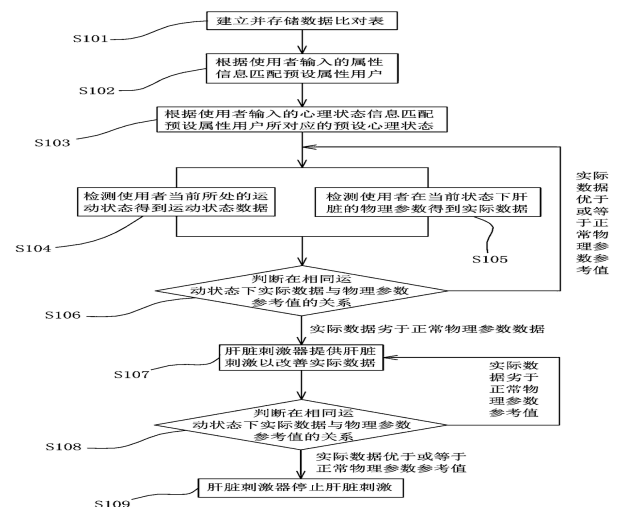 建立并存储数据比对表
S101
根据使用者输入的属性
信息匹配预设属性用户
S102
根据使用者输入的心理状态信息匹配
预设属性用户所对应的预设心理状态
S103
检测使用者当前所处的运
动状态得到运动状态数据
S104
检测使用者在当前状态下肝
脏的物理参数得到实际数据
S105
实际
数据
优于
或等
于正
常物
理参
数参
考值
判断在相同运
动状态下实际数据与物理参数
参考值的关系
S106
实际数据劣于正常物理参数数据
肝脏刺激器提供肝脏
刺激以改善实际数据
S107
实际数
据劣于
正常物
理参数
参考值
判断在相同运
动状态下实际数据与物理参数
参考值的关系
S108
实际数据优于或等于
正常物理参数参考值
肝脏刺激器停止肝脏刺激
S109